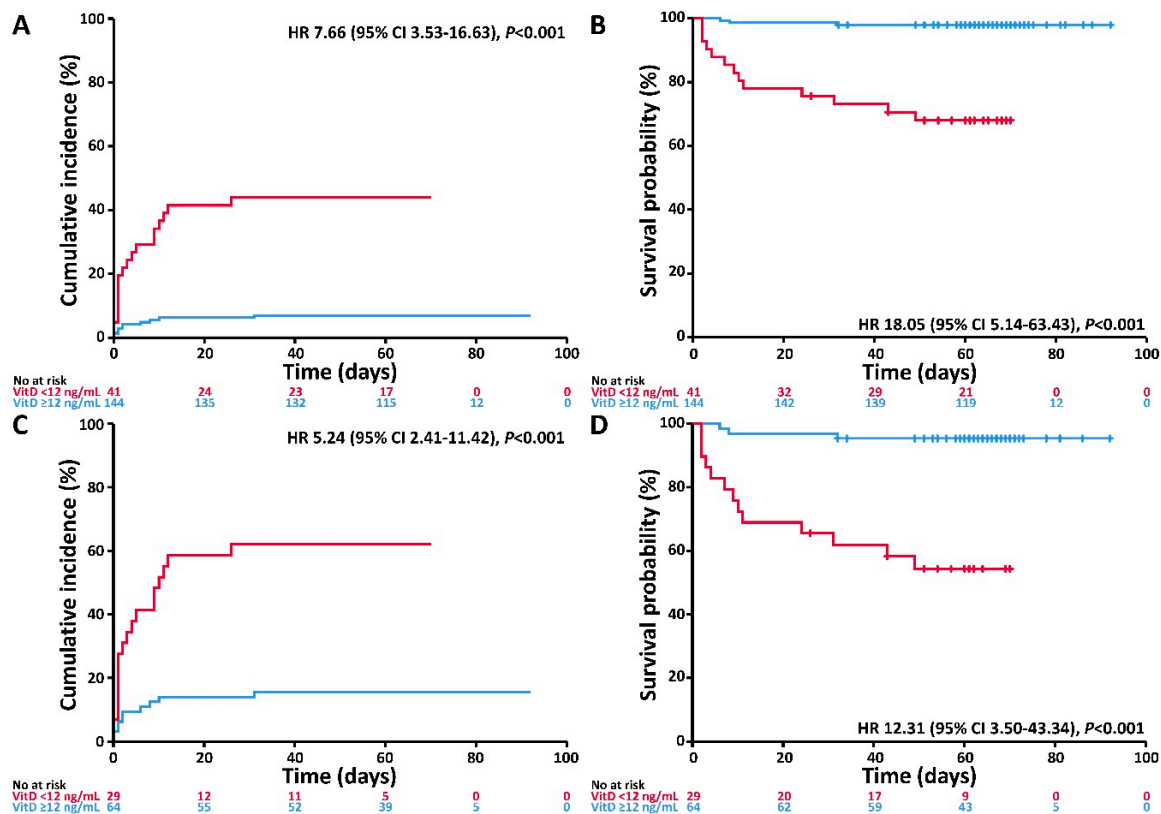 A
HR 7.66 (95% CI 3.53-16.63), P<0.001
Cumulative incidence (%)
100
80
60
40
20
0
0 20 40 60 80 100
Time (days)
No at risk
VitD <12 ng/mL 41 24 23 17 0 0
VitD ≥12 ng/mL 144 135 132 115 12 0
B
Survival probability (%)
100
80
60
40
20
0
HR 18.05 (95% CI 5.14-63.43), P<0.001
0 20 40 60 80 100
Time (days)
No at risk
VitD <12 ng/mL 41 32 29 21 0 0
VitD ≥12 ng/mL 144 142 139 119 12 0
C
HR 5.24 (95% CI 2.41-11.42), P<0.001
Cumulative incidence (%)
100
80
60
40
20
0
0 20 40 60 80 100
Time (days)
No at risk
VitD <12 ng/mL 29 12 11 5 0 0
VitD ≥12 ng/mL 64 55 52 39 5 0
D
Survival probability (%)
100
80
60
40
20
0
HR 12.31 (95% CI 3.50-43.34), P<0.001
0 20 40 60 80 100
Time (days)
No at risk
VitD <12 ng/mL 29 20 17 9 0 0
VitD ≥12 ng/mL 64 62 59 43 5 0